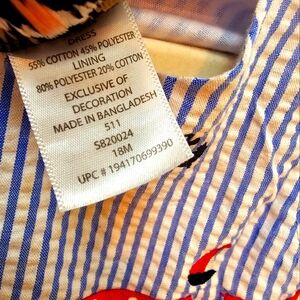 DRESS
55% COTTON 45% POLYESTER
LINING
80% POLYESTER 20% COTTON
EXCLUSIVE OF
DECORATION
MADE IN BANGLADESH
511
S820024
18M
UPC # 194170699390